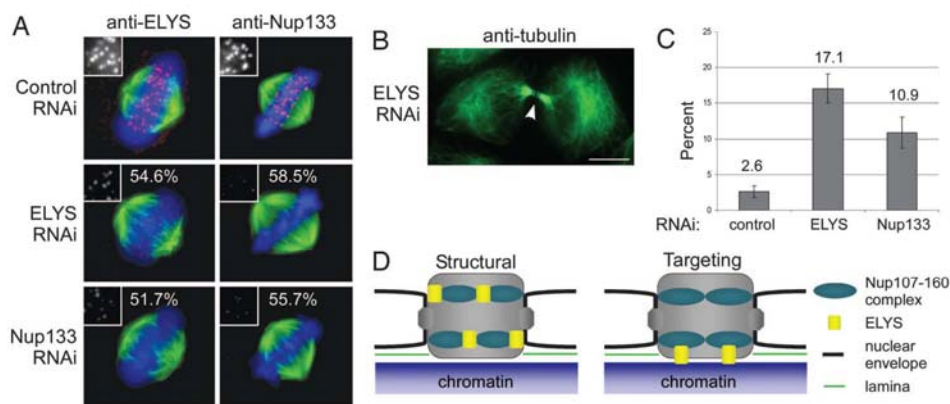 A
anti-ELYS
anti-Nup133
Control
RNAi
ELYS
RNAi
54.6%
58.5%
Nup133
RNAi
51.7%
55.7%
B
anti-tubulin
ELYS
RNAi
C
Percent
25
20
15
10
5
0
2.6
17.1
10.9
RNAi:
control
ELYS
Nup133
D
Structural
Targeting
chromatin
chromatin
Nup107-160
complex
ELYS
nuclear
envelope
lamina